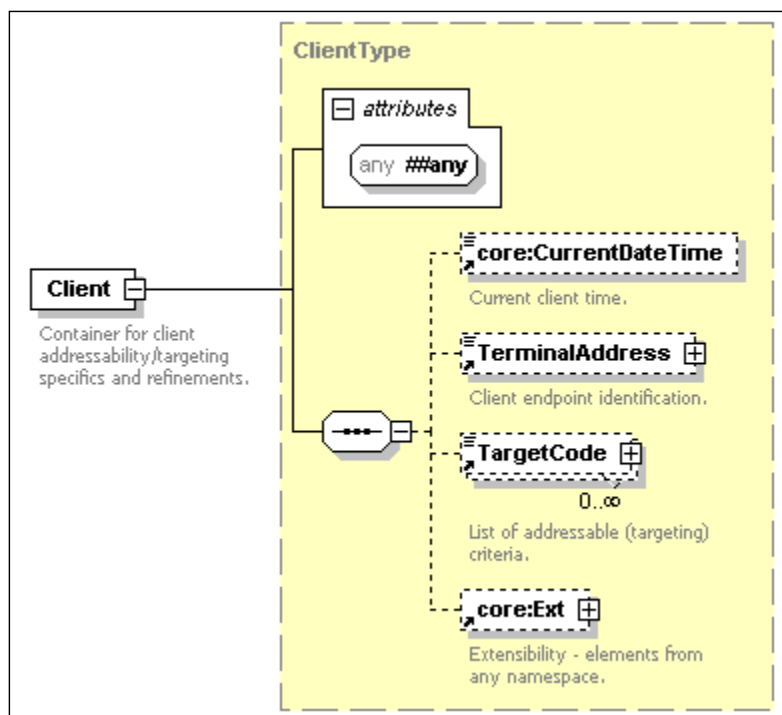 ClientType
attributes
any ##any
core:CurrentDateTime
Current client time.
Client
Container for client
addressability/targeting
specifics and refinements.
TerminalAddress
Client endpoint identification.
TargetCode
0..∞
List of addressable (targeting)
criteria.
core:Ext
Extensibility - elements from
any namespace.